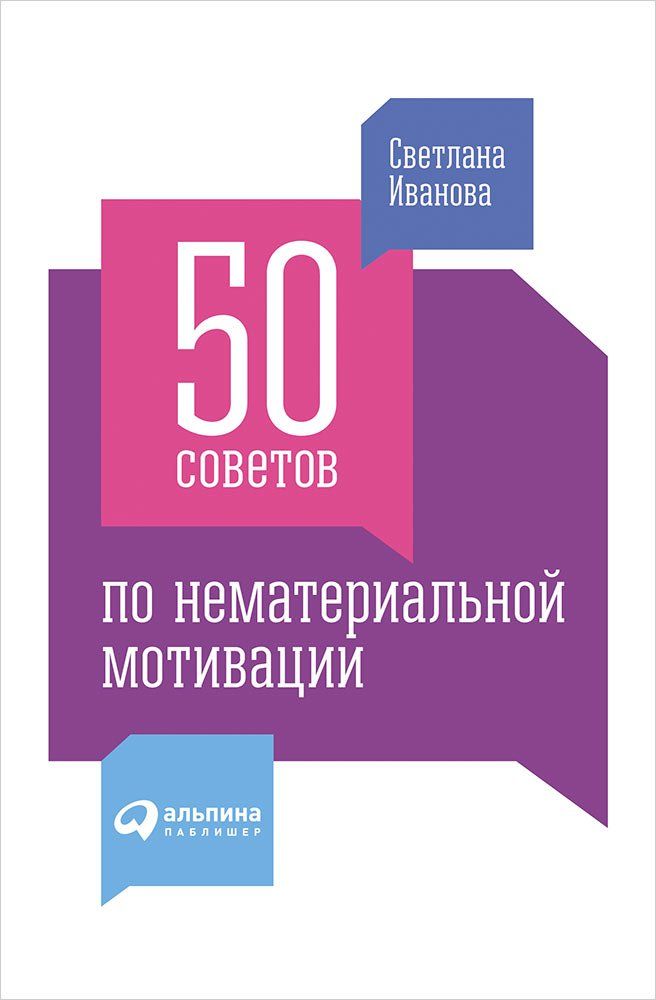 Светлана
Иванова
50
советов
по нематериальной
мотивации
альпина
ПАБЛИШЕР